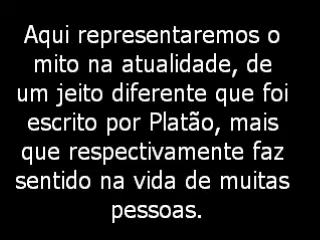 Aqui representaremos o
mito na atualidade, de
um jeito diferente que foi
escrito por Platão, mais
que respectivamente faz
sentido na vida de muitas
pessoas.